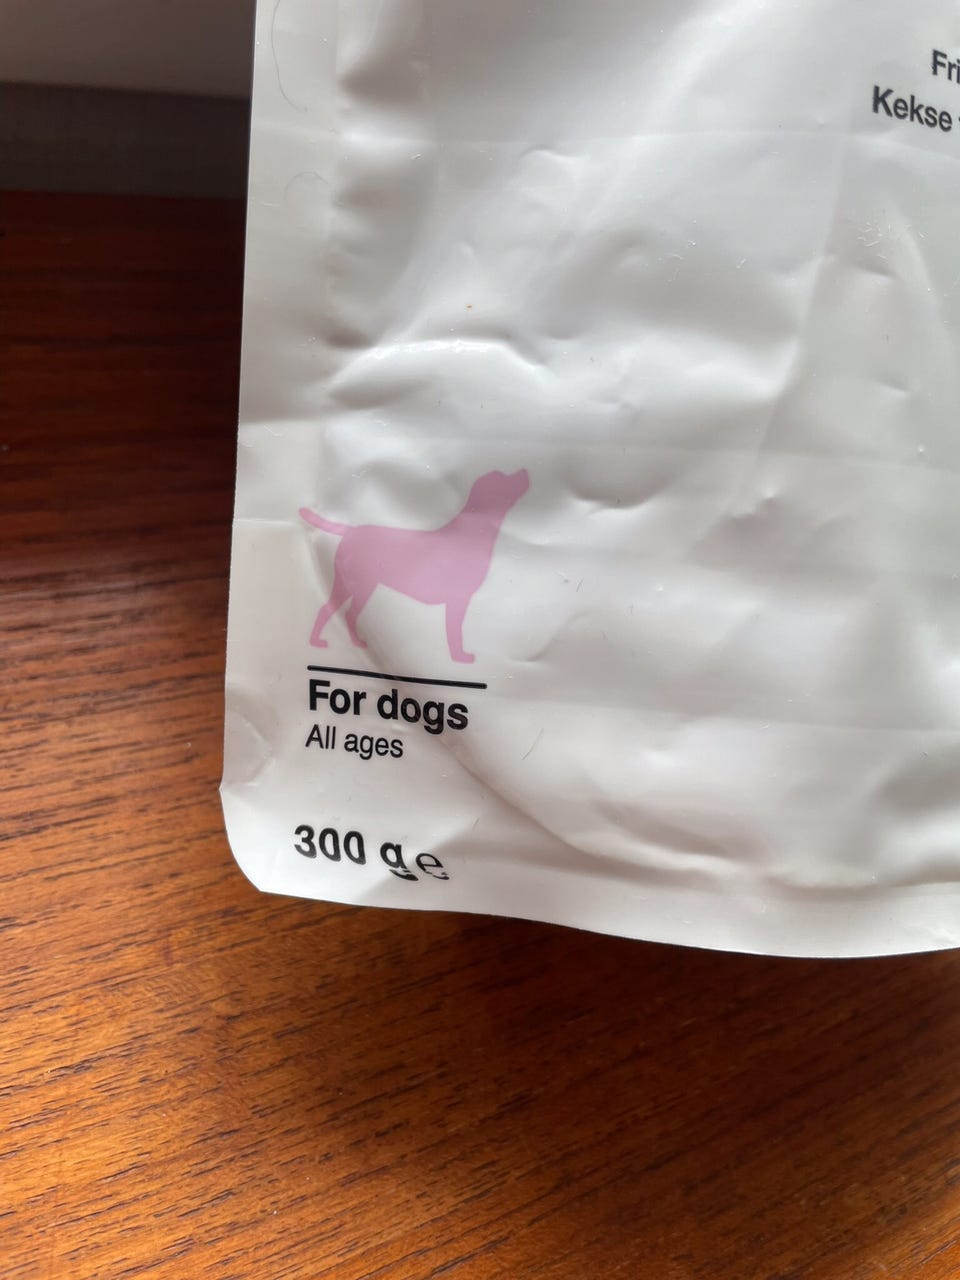 Kekse
For dogs
All ages
300 g ℮